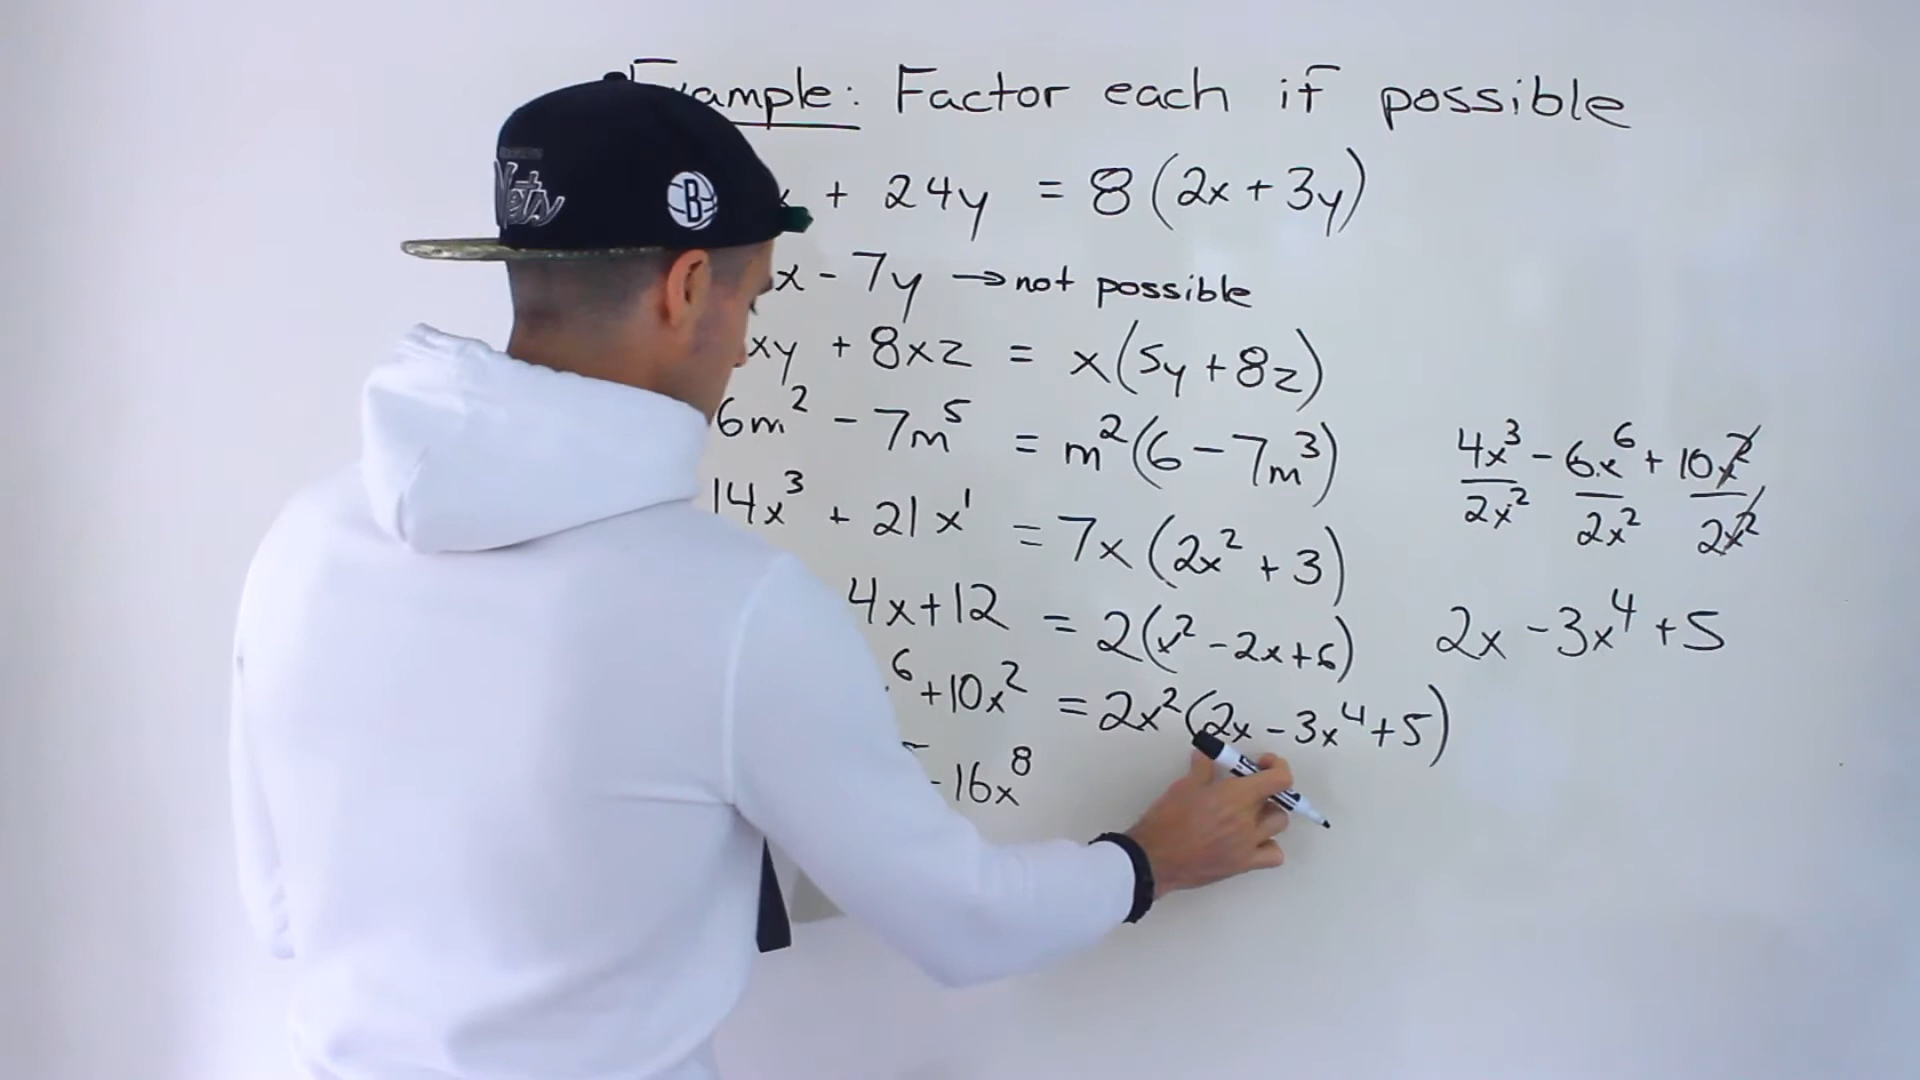 Example: Factor each if possible
+ 24y = 8(2x + 3y)
x - 7y → not possible
xy + 8xz = x(5y + 8z)
6m² - 7m⁵ = m²(6 - 7m³)
14x³ + 21x¹ = 7x(2x² + 3)
4x + 12 = 2(x² - 2x + 6)
⁶ + 10x² = 2x²(2x - 3x⁴ + 5)
- 16x⁸
4x³ - 6x⁶ + 10x²
2x² 2x² 2x²
2x - 3x⁴ + 5
Nets
B